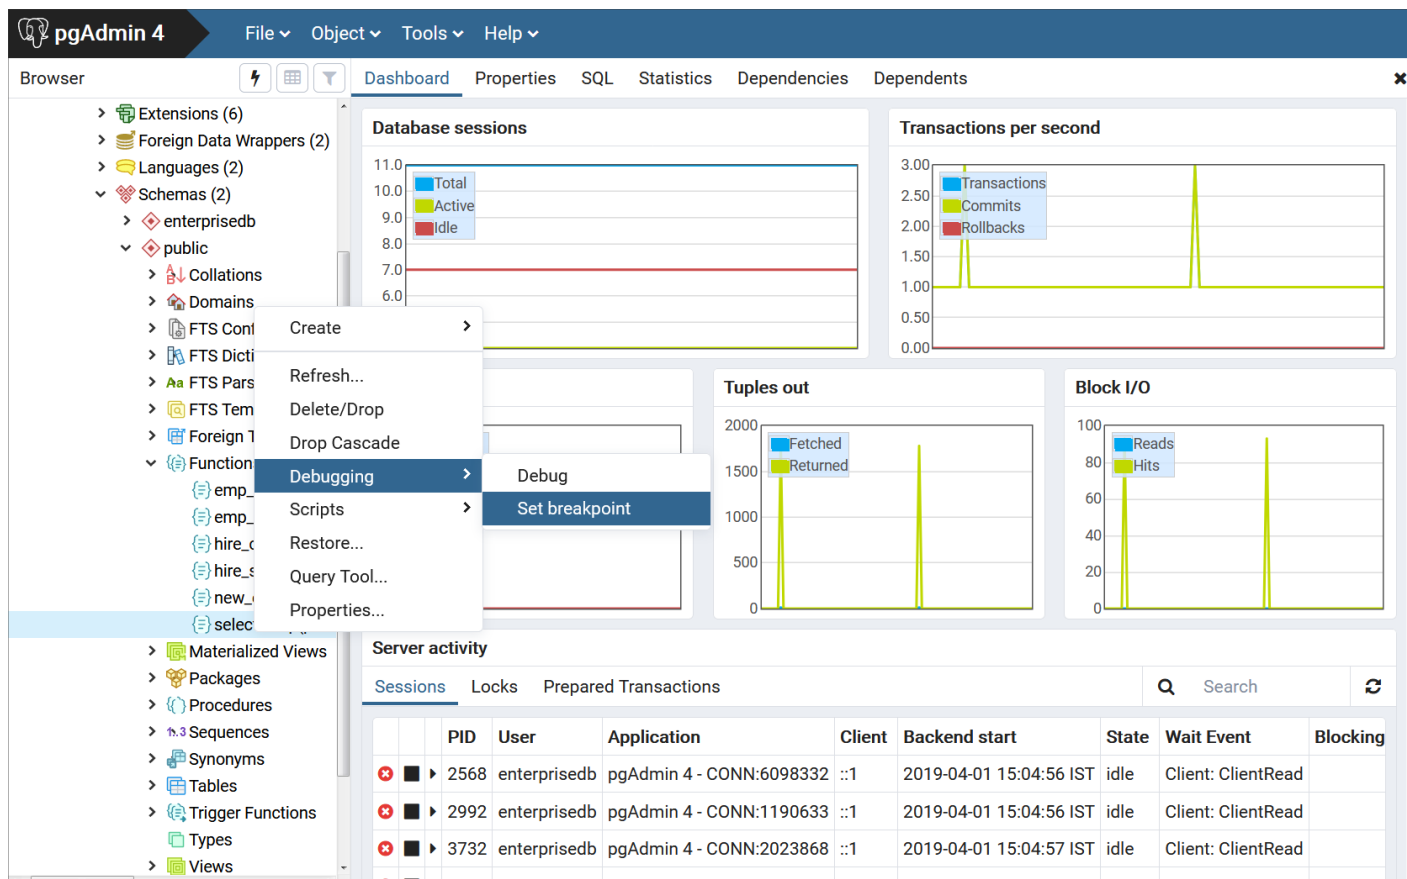 pgAdmin 4
File Object Tools Help
Browser
Dashboard Properties SQL Statistics Dependencies Dependents
Extensions (6)
Foreign Data Wrappers (2)
Languages (2)
Schemas (2)
enterprisedb
public
Collations
Domains
FTS Conf
FTS Dicti
FTS Pars
FTS Tem
Foreign T
Function
emp_
emp_
hire_
hire_s
new_
selec
Materialized Views
Packages
Procedures
1..3 Sequences
Synonyms
Tables
Trigger Functions
Types
Views
Create
Refresh...
Delete/Drop
Drop Cascade
Debugging
Scripts
Restore...
Query Tool...
Properties...
Debug
Set breakpoint
Database sessions
11.0
10.0
9.0
8.0
7.0
6.0
Total
Active
Idle
Transactions per second
3.00
2.50
2.00
1.50
1.00
0.50
0.00
Transactions
Commits
Rollbacks
Tuples out
2000
1500
1000
500
0
Fetched
Returned
Block I/O
100
80
60
40
20
0
Reads
Hits
Server activity
Sessions Locks Prepared Transactions
Search
PID User Application Client Backend start State Wait Event Blocking
2568 enterprisedb pgAdmin 4 - CONN:6098332 ::1 2019-04-01 15:04:56 IST idle Client: ClientRead
2992 enterprisedb pgAdmin 4 - CONN:1190633 ::1 2019-04-01 15:04:56 IST idle Client: ClientRead
3732 enterprisedb pgAdmin 4 - CONN:2023868 ::1 2019-04-01 15:04:57 IST idle Client: ClientRead